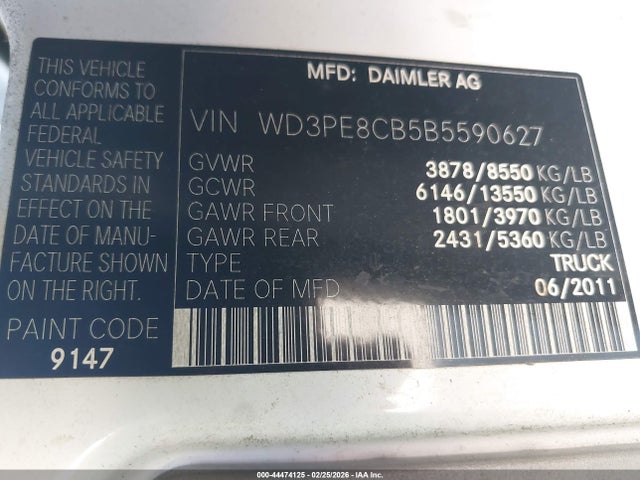 THIS VEHICLE
CONFORMS TO
ALL APPLICABLE
FEDERAL
VEHICLE SAFETY
STANDARDS IN
EFFECT ON THE
DATE OF MANU-
FACTURE SHOWN
ON THE RIGHT.
PAINT CODE
9147
MFD: DAIMLER AG
VIN WD3PE8CB5B5590627
GVWR 3878/8550 KG/LB
GCWR 6146/13550 KG/LB
GAWR FRONT 1801/3970 KG/LB
GAWR REAR 2431/5360 KG/LB
TYPE TRUCK
DATE OF MFD 06/2011
000-44474125 - 02/25/2026 - IAA Inc.